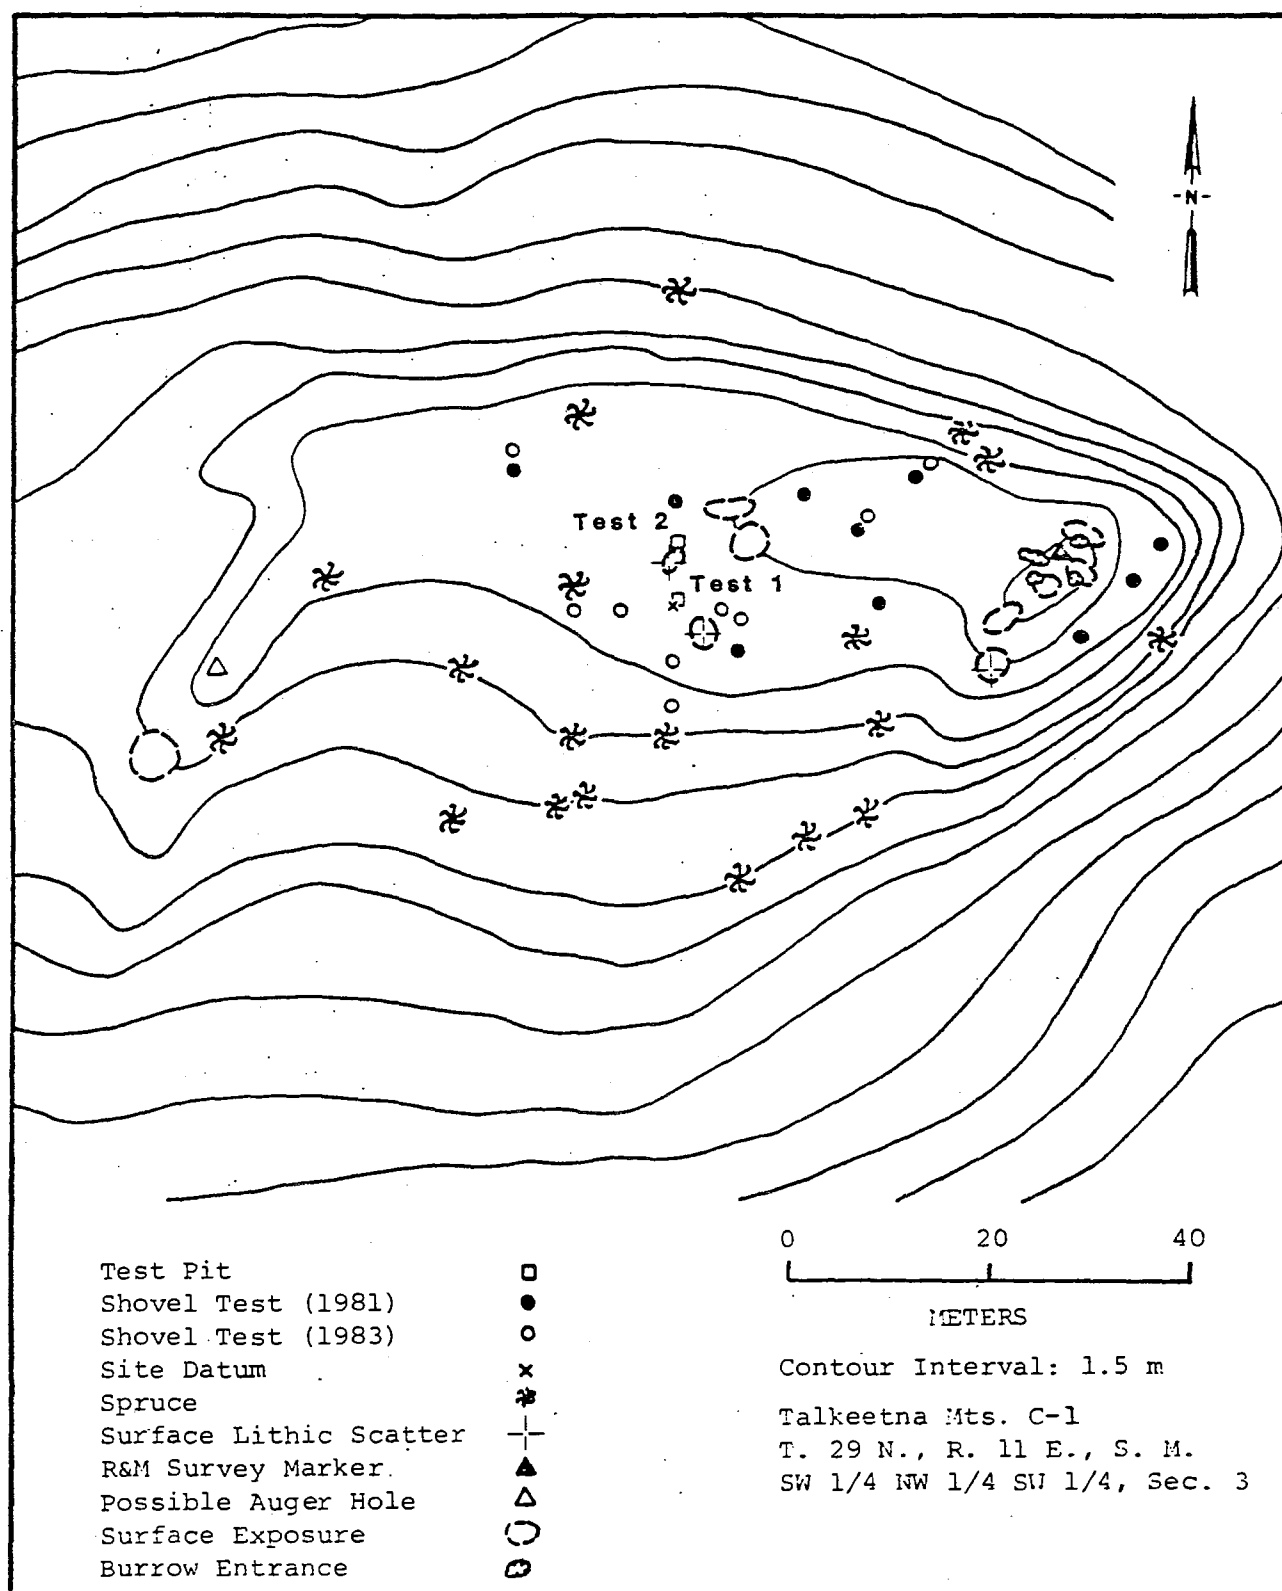 -N-
Test 2
Test 1
0 20 40
METERS
Contour Interval: 1.5 m
Talkeetna Mts. C-1
T. 29 N., R. 11 E., S. M.
SW 1/4 NW 1/4 SW 1/4, Sec. 3
Test Pit
Shovel Test (1981)
Shovel Test (1983)
Site Datum
Spruce
Surface Lithic Scatter
R&M Survey Marker
Possible Auger Hole
Surface Exposure
Burrow Entrance